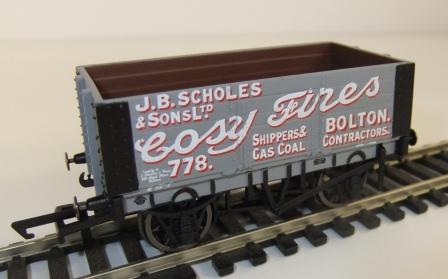 J.B. SCHOLES
& SONS LTD
Cosy Fires
SHIPPERS & BOLTON.
GAS COAL CONTRACTORS.
778.